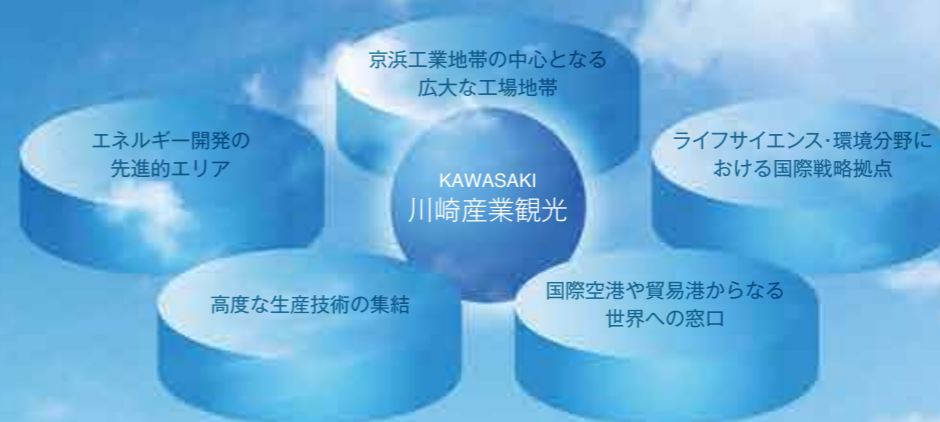 京浜工業地帯の中心となる
広大な工場地帯
エネルギー開発の
先進的エリア
ライフサイエンス・環境分野に
おける国際戦略拠点
KAWASAKI
川崎産業観光
高度な生産技術の集結
国際空港や貿易港からなる
世界への窓口